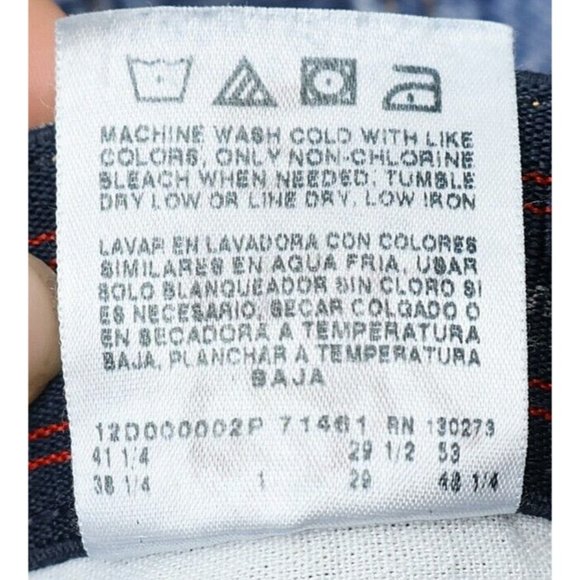 MACHINE WASH COLD WITH LIKE
COLORS, ONLY NON-CHLORINE
BLEACH WHEN NEEDED, TUMBLE
DRY LOW OR LINE DRY, LOW IRON
LAVAR EN LAVADORA CON COLORES
SIMILARES EN AGUA FRIA, USAR
SOLO BLANQUEADOR SIN CLORO SI
ES NECESARIO, SECAR COLGADO O
EN SECADORA A TEMPERATURA
BAJA, PLANCHAR A TEMPERATURA
BAJA
12D000002P 71461 RN 130273
41 1/4 29 1/2 53
38 1/4 1 29 48 1/4